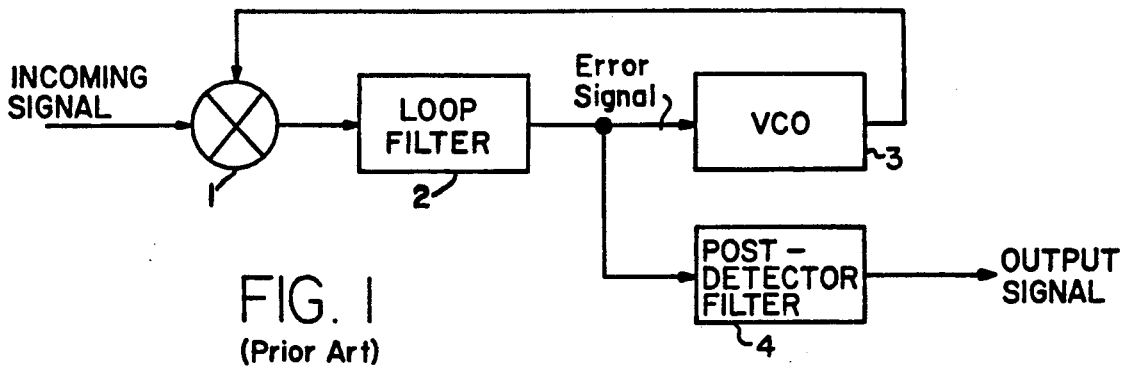 INCOMING
SIGNAL
1
LOOP
FILTER
2
Error
Signal
VCO
3
POST-
DETECTOR
FILTER
4
OUTPUT
SIGNAL
FIG. 1
(Prior Art)